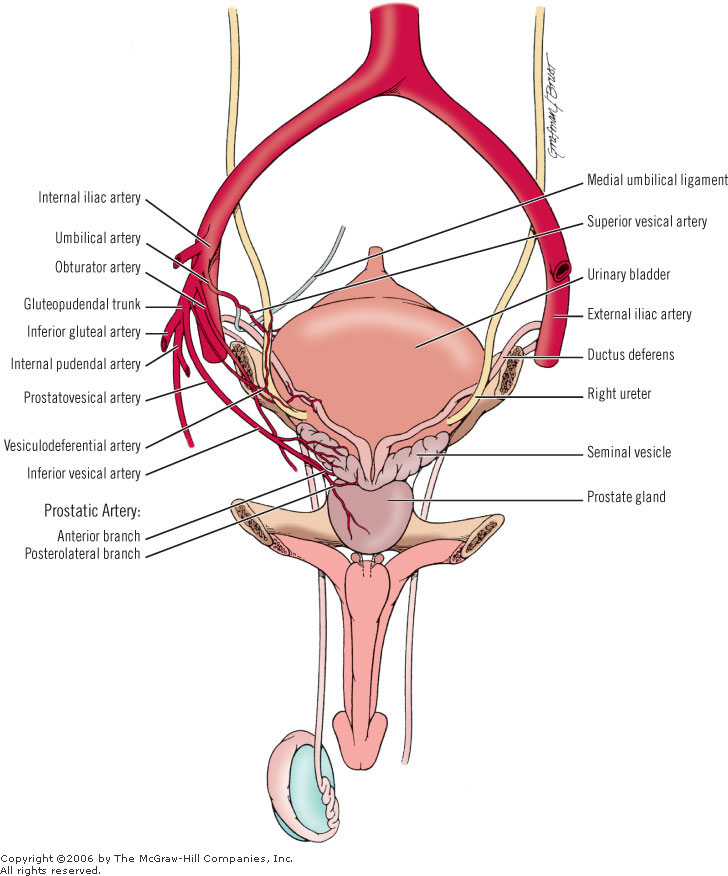 Internal iliac artery
Umbilical artery
Obturator artery
Gluteopudendal trunk
Inferior gluteal artery
Internal pudendal artery
Prostatovesical artery
Vesiculodeferential artery
Inferior vesical artery
Prostatic Artery:
Anterior branch
Posterolateral branch
Medial umbilical ligament
Superior vesical artery
Urinary bladder
External iliac artery
Ductus deferens
Right ureter
Seminal vesicle
Prostate gland
Copyright ©2006 by The McGraw-Hill Companies, Inc.
All rights reserved.